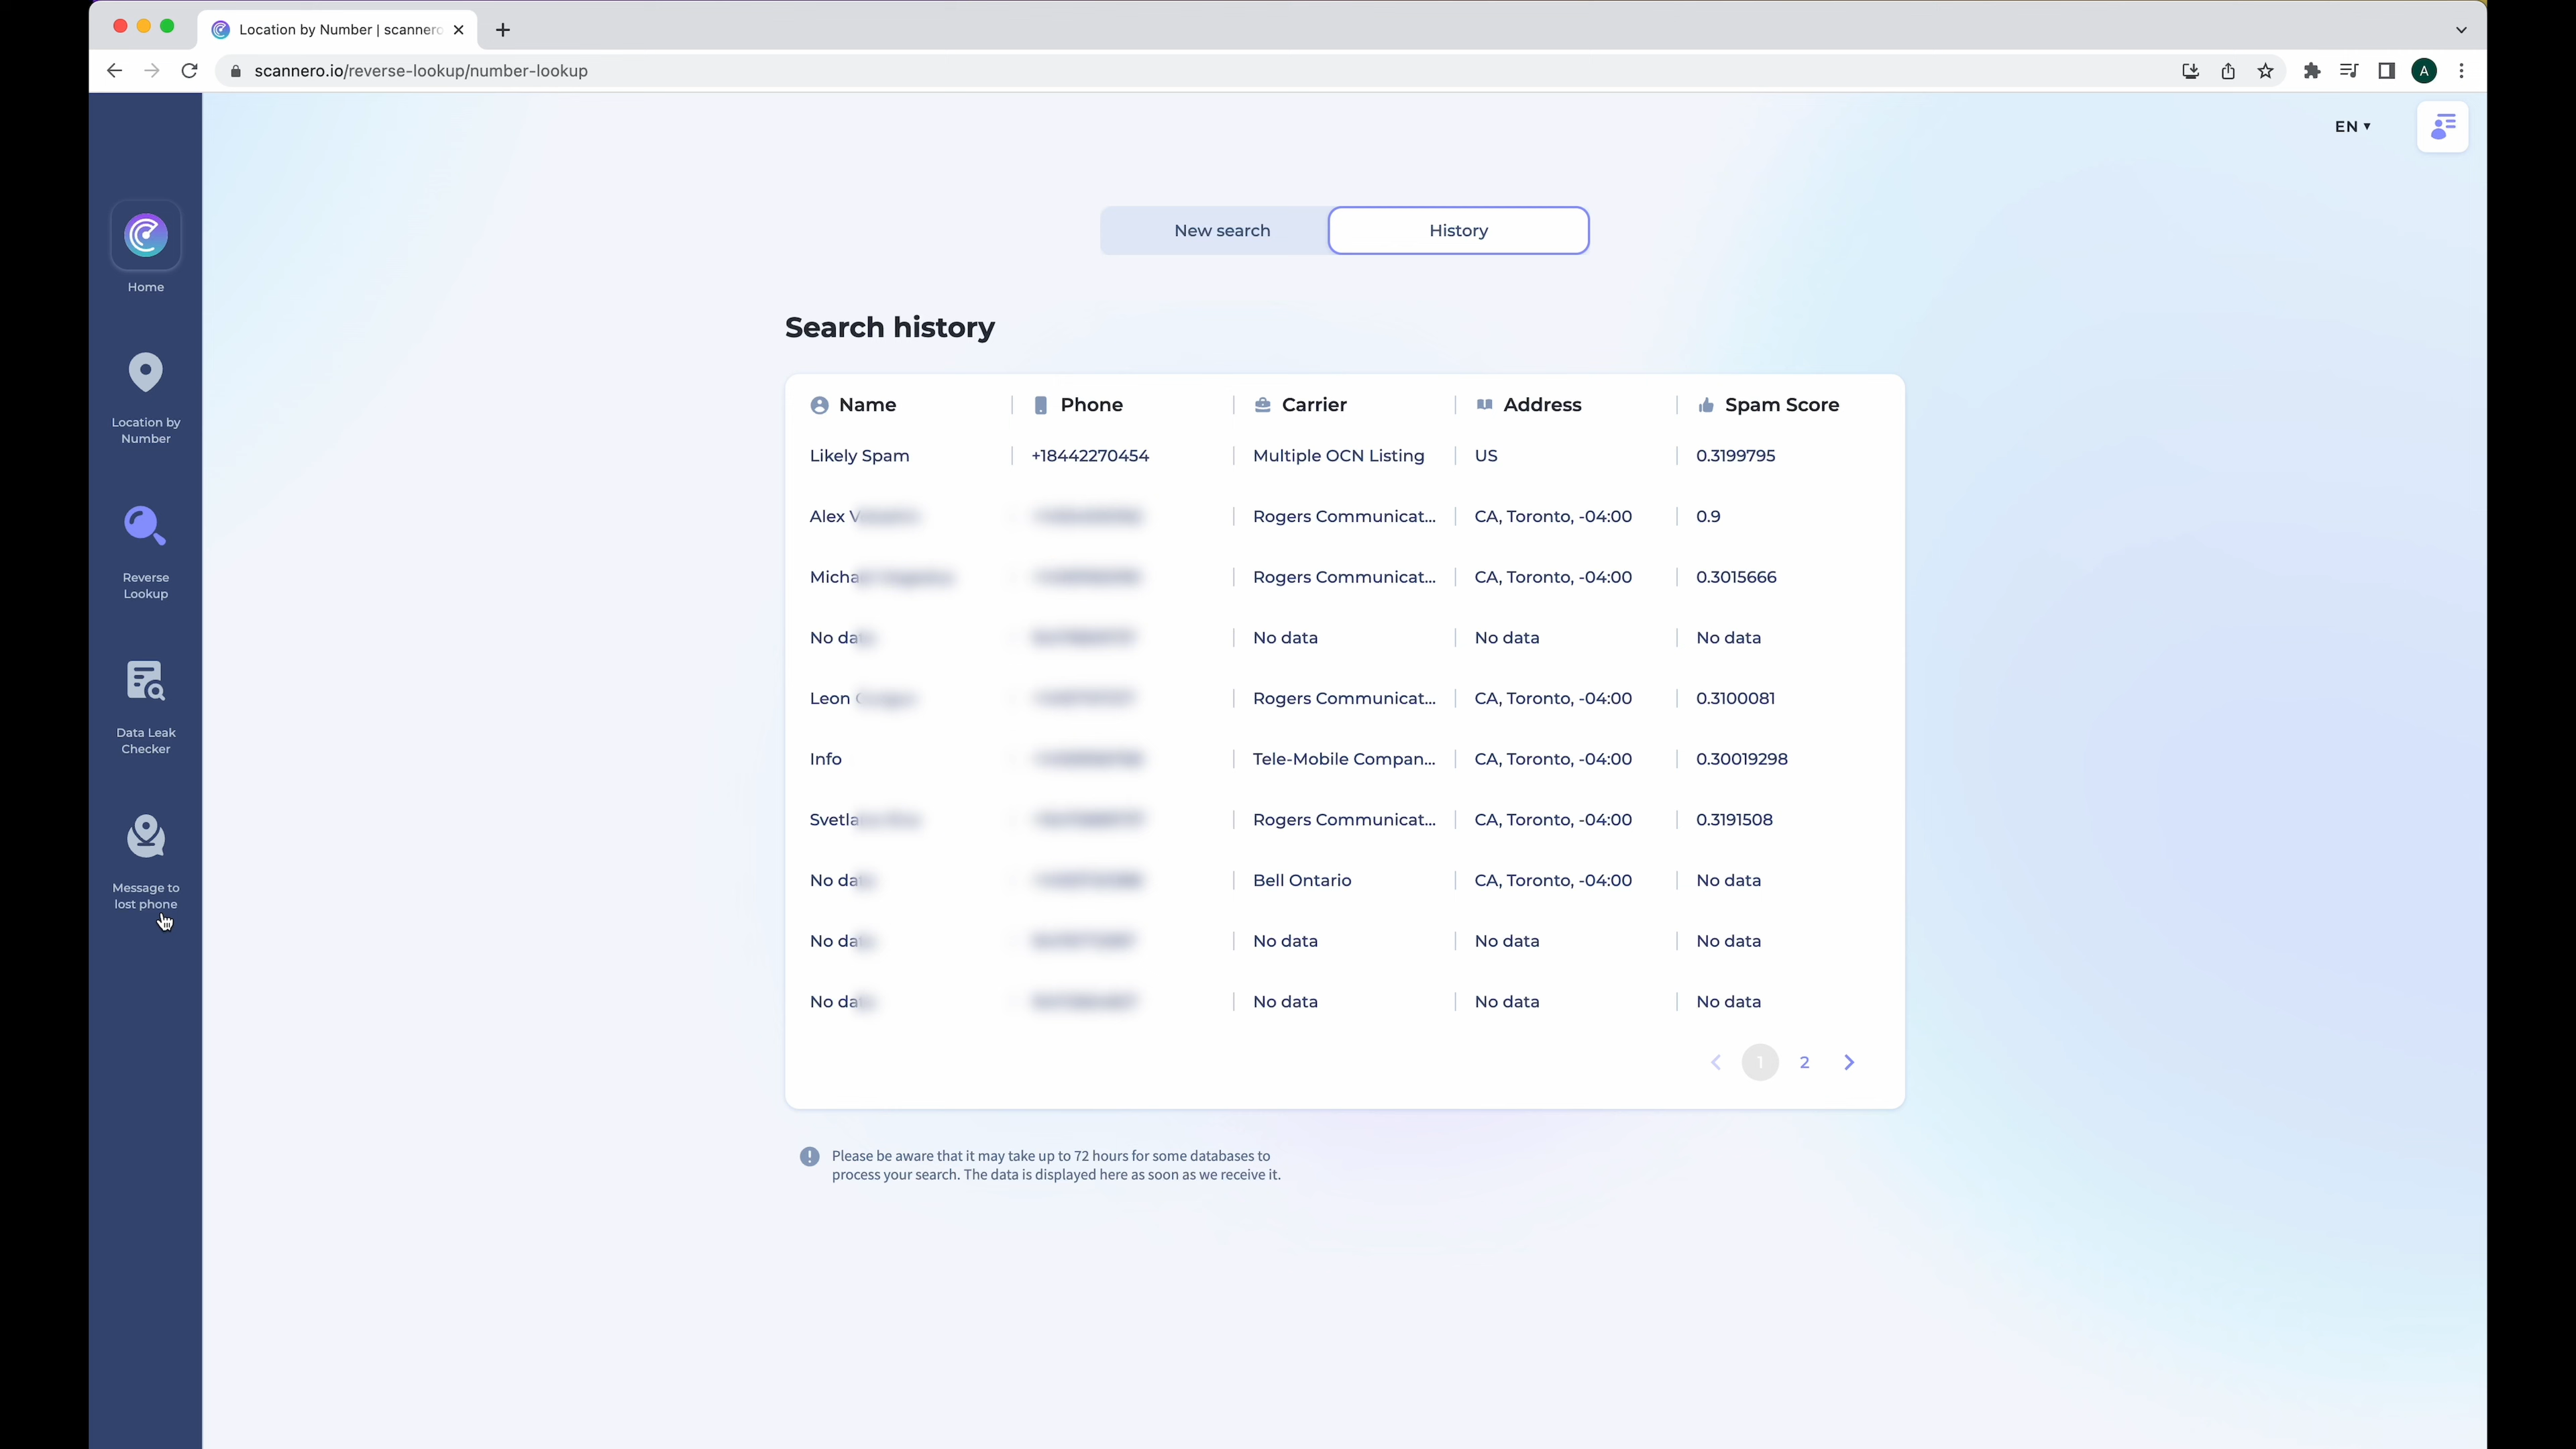 Location by Number | scannero
scannero.io/reverse-lookup/number-lookup
A
EN
Home
Location by
Number
Reverse
Lookup
Data Leak
Checker
Message to
lost phone
New search History
Search history
Name Phone Carrier Address Spam Score
Likely Spam +18442270454 Multiple OCN Listing US 0.3199795
Alex Rogers Communicat... CA, Toronto, -04:00 0.9
Rogers Communicat... CA, Toronto, -04:00 0.3015666
No No data No data No data
Leon Rogers Communicat... CA, Toronto, -04:00 0.3100081
Info Tele-Mobile Compan... CA, Toronto, -04:00 0.30019298
Rogers Communicat... CA, Toronto, -04:00 0.3191508
No Bell Ontario CA, Toronto, -04:00 No data
No No data No data No data
No No data No data No data
1 2
Please be aware that it may take up to 72 hours for some databases to
process your search. The data is displayed here as soon as we receive it.